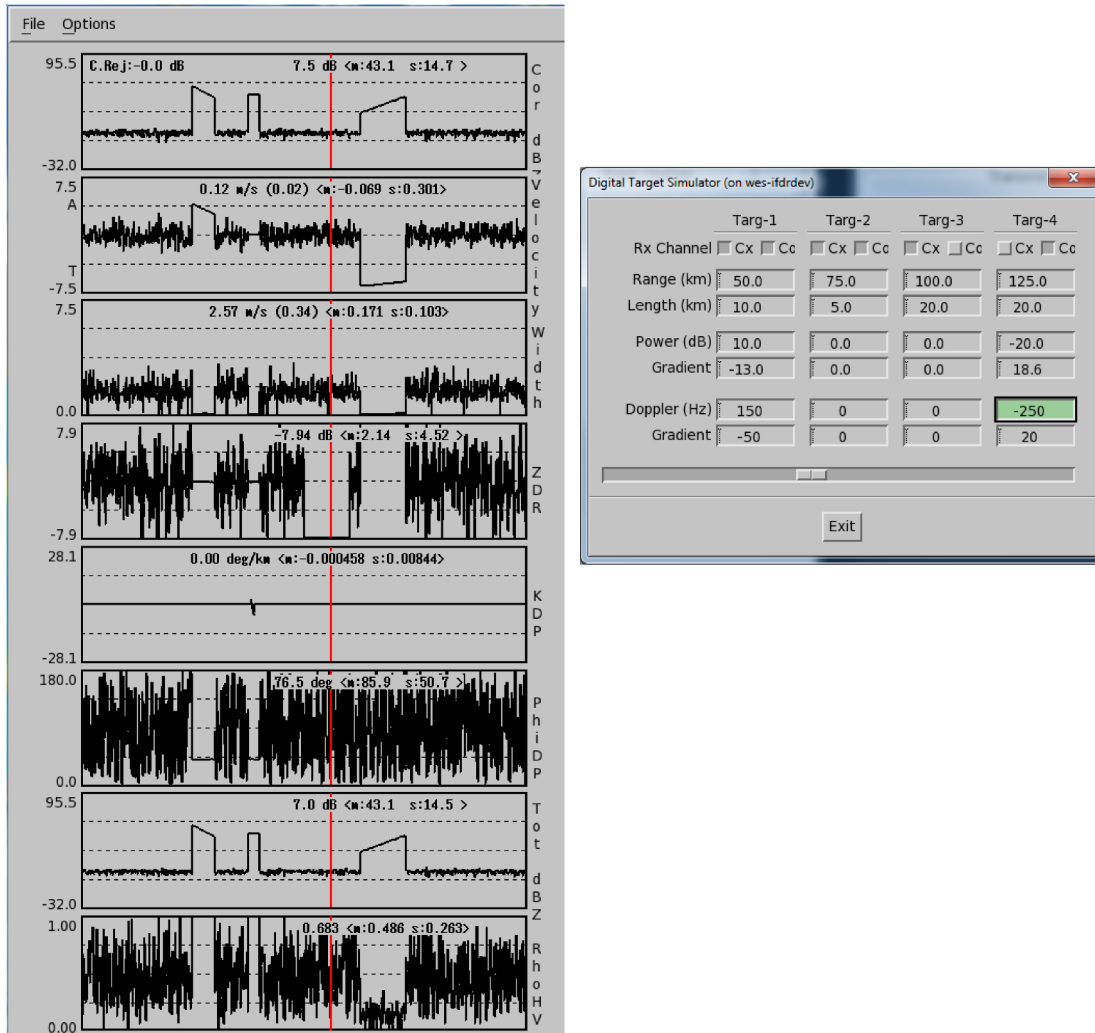 File Options
95.5
C.Rej:-0.0 dB 7.5 dB <m:43.1 s:14.7 >
-32.0
Cor dBZ
7.5
A
0.12 m/s (0.02) <m:-0.069 s:0.301>
T
-7.5
Velocity
7.5
2.57 m/s (0.34) <m:0.171 s:0.103>
0.0
Width
7.9
-7.94 dB <m:2.14 s:4.52 >
-7.9
ZDR
28.1
0.00 deg/km <m:-0.000458 s:0.00844>
-28.1
KDP
180.0
76.5 deg <m:85.9 s:50.7 >
0.0
PhiDP
95.5
7.0 dB <m:43.1 s:14.5 >
-32.0
Tot dBZ
1.00
0.683 <m:0.486 s:0.263>
0.00
RhoHV
Digital Target Simulator (on wes-ifdrdev)
Targ-1 Targ-2 Targ-3 Targ-4
Rx Channel Cx Co Cx Co Cx Co Cx Co
Range (km) 50.0 75.0 100.0 125.0
Length (km) 10.0 5.0 20.0 20.0
Power (dB) 10.0 0.0 0.0 -20.0
Gradient -13.0 0.0 0.0 18.6
Doppler (Hz) 150 0 0 -250
Gradient -50 0 0 20
Exit